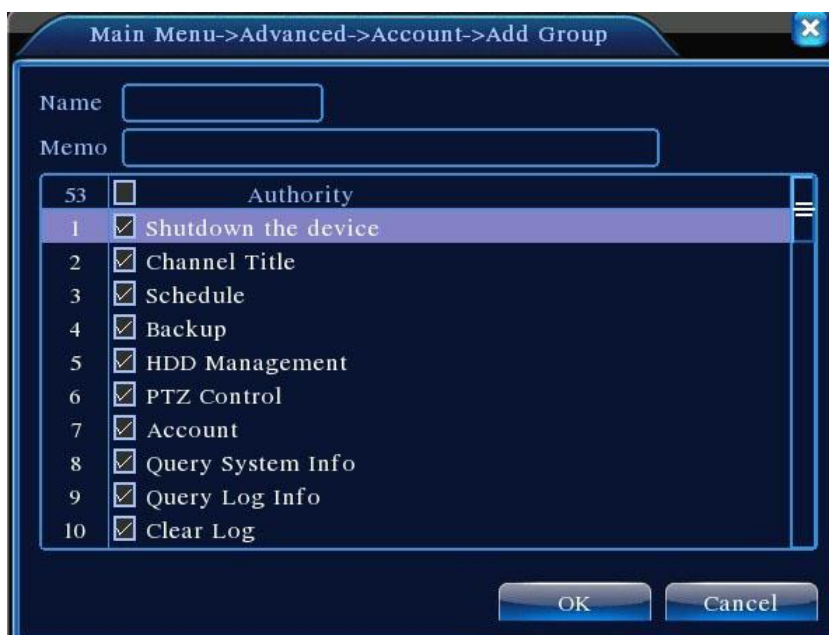 Main Menu->Advanced->Account->Add Group
Name
Memo
53 Authority
1 Shutdown the device
2 Channel Title
3 Schedule
4 Backup
5 HDD Management
6 PTZ Control
7 Account
8 Query System Info
9 Query Log Info
10 Clear Log
OK Cancel